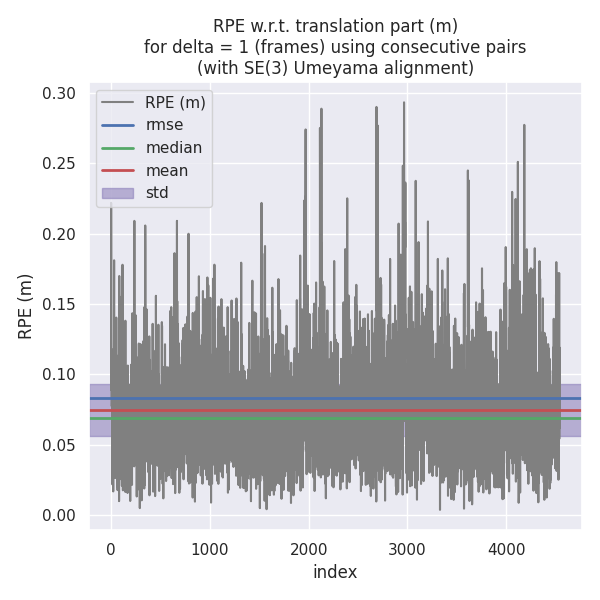 RPE w.r.t. translation part (m)
for delta = 1 (frames) using consecutive pairs
(with SE(3) Umeyama alignment)
RPE (m)
rmse
median
mean
std
RPE (m)
0.30
0.25
0.20
0.15
0.10
0.05
0.00
0 1000 2000 3000 4000
index